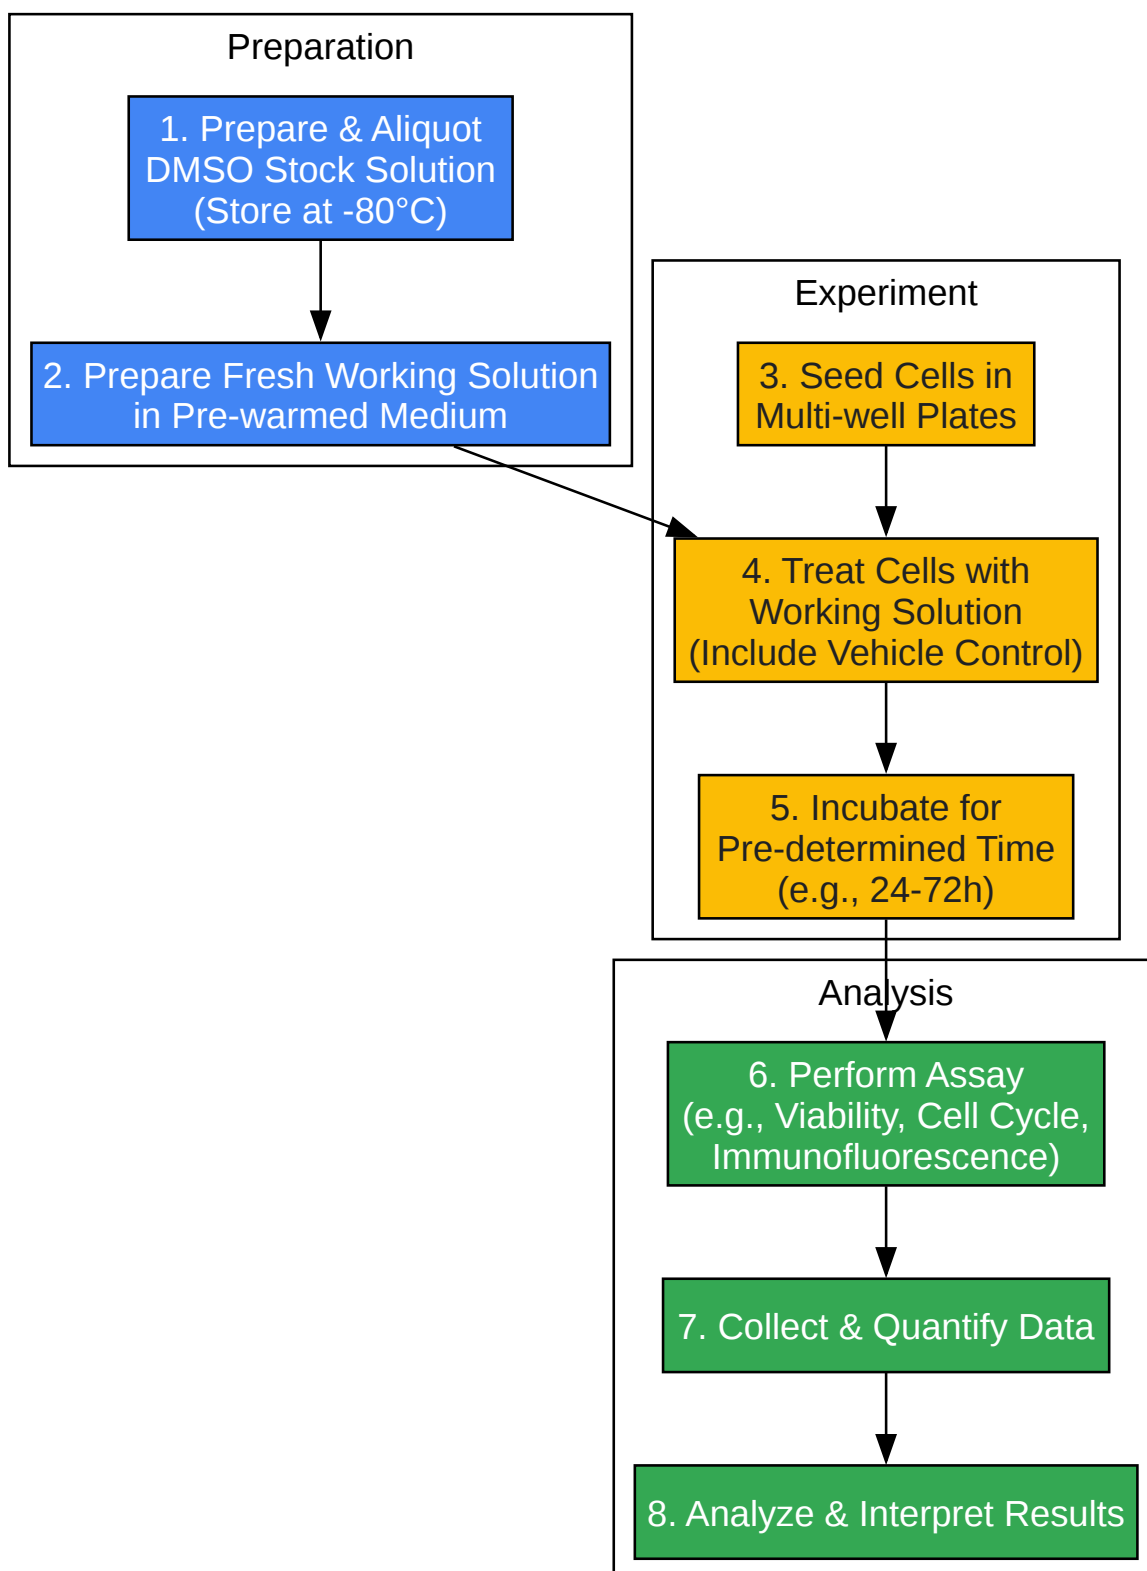 Preparation
1. Prepare & Aliquot
DMSO Stock Solution
(Store at -80°C)
2. Prepare Fresh Working Solution
in Pre-warmed Medium
Experiment
3. Seed Cells in
Multi-well Plates
4. Treat Cells with
Working Solution
(Include Vehicle Control)
5. Incubate for
Pre-determined Time
(e.g., 24-72h)
Analysis
6. Perform Assay
(e.g., Viability, Cell Cycle,
Immunofluorescence)
7. Collect & Quantify Data
8. Analyze & Interpret Results